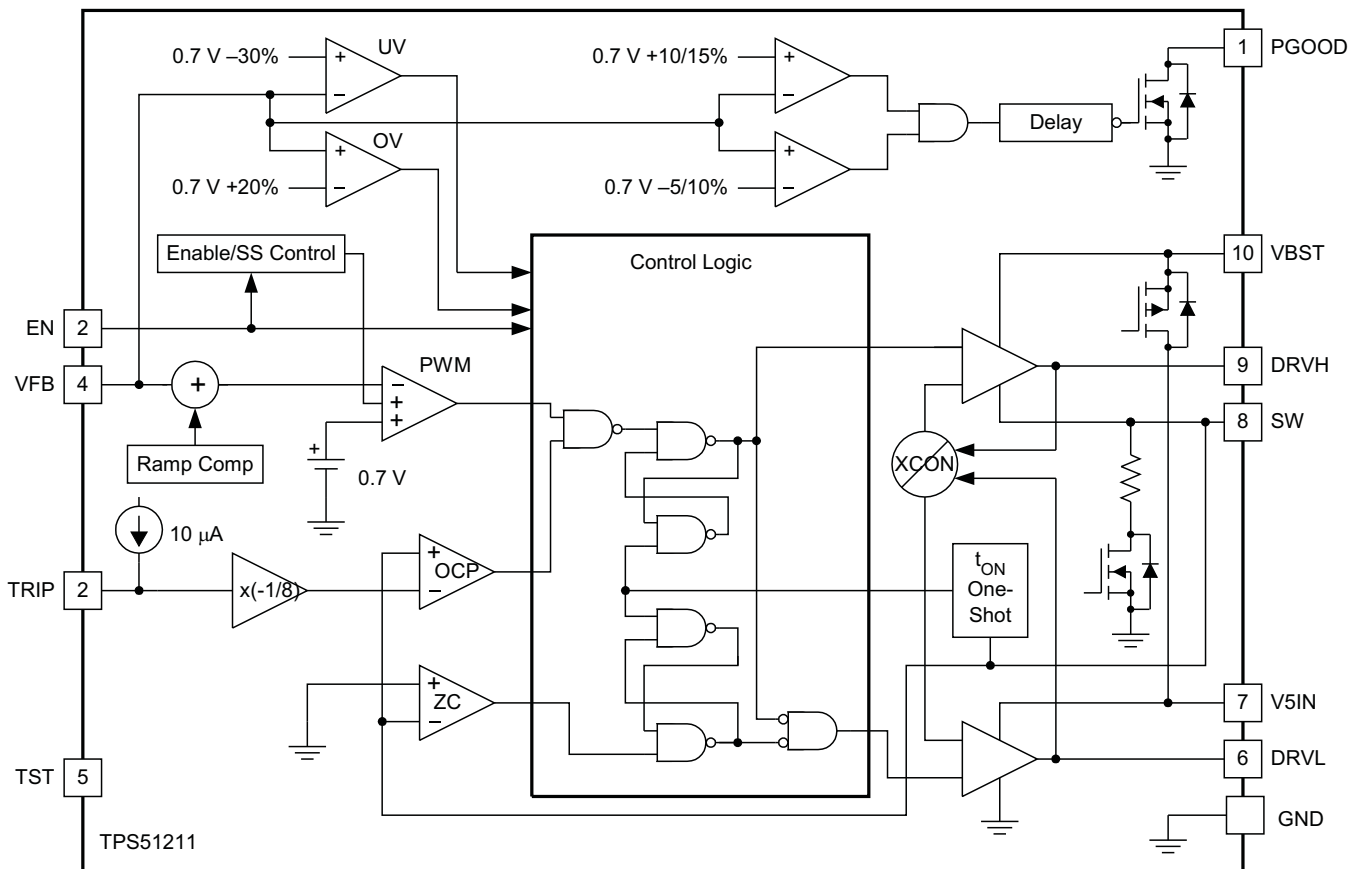 0.7 V –30%
+
–
UV
0.7 V +10/15%
+
–
1
PGOOD
Delay
OV
+
–
0.7 V +20%
+
–
0.7 V –5/10%
Enable/SS Control
Control Logic
10
VBST
EN
2
VFB
4
+
PWM
–
+
+
9
DRVH
8
SW
Ramp Comp
+
0.7 V
XCON
10 µA
TRIP
2
x(-1/8)
+
OCP
–
tON
One-
Shot
+
ZC
–
7
V5IN
TST
5
6
DRVL
GND
TPS51211